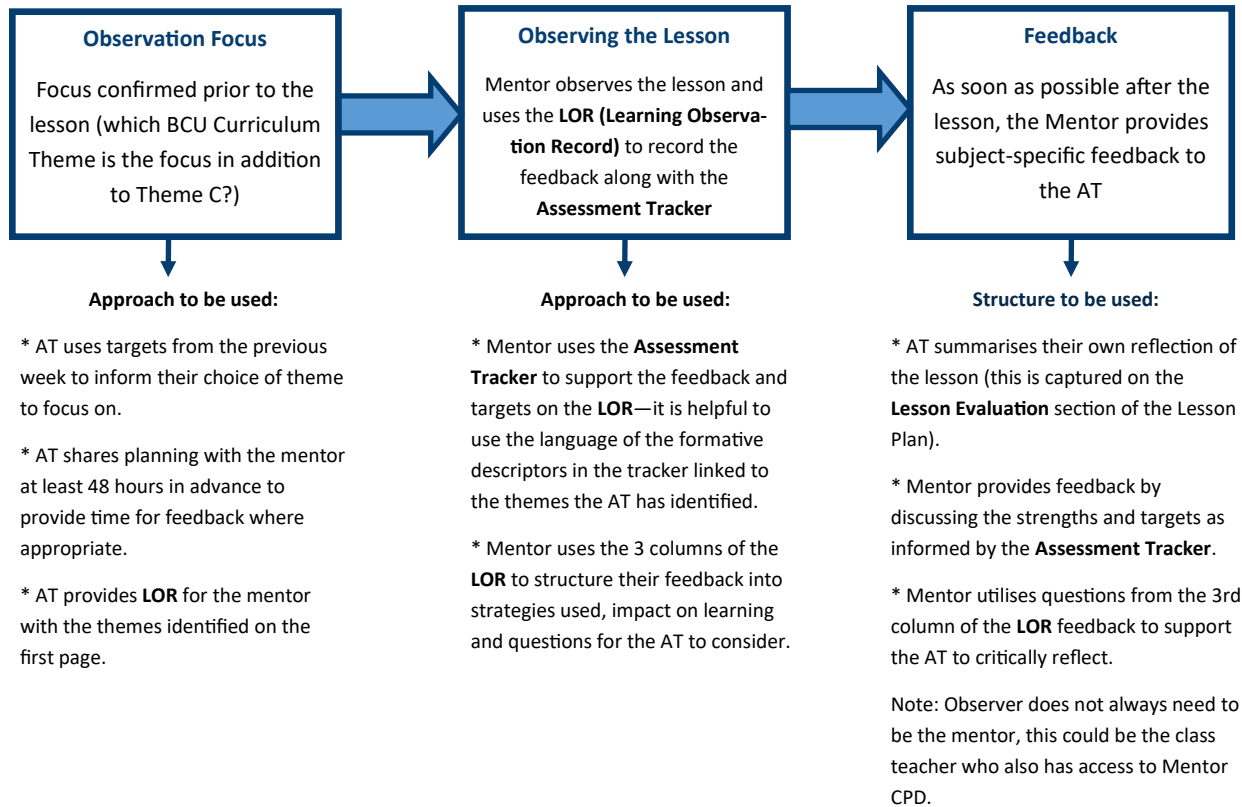 Observation Focus
Focus confirmed prior to the
lesson (which BCU Curriculum
Theme is the focus in addition
to Theme C?)
Observing the Lesson
Mentor observes the lesson and
uses the LOR (Learning Observa-
tion Record) to record the
feedback along with the
Assessment Tracker
Feedback
As soon as possible after the
lesson, the Mentor provides
subject-specific feedback to
the AT
Approach to be used:
* AT uses targets from the previous
week to inform their choice of theme
to focus on.
* AT shares planning with the mentor
at least 48 hours in advance to
provide time for feedback where
appropriate.
* AT provides LOR for the mentor
with the themes identified on the
first page.
Approach to be used:
* Mentor uses the Assessment
Tracker to support the feedback and
targets on the LOR—it is helpful to
use the language of the formative
descriptors in the tracker linked to
the themes the AT has identified.
* Mentor uses the 3 columns of the
LOR to structure their feedback into
strategies used, impact on learning
and questions for the AT to consider.
Structure to be used:
* AT summarises their own reflection of
the lesson (this is captured on the
Lesson Evaluation section of the Lesson
Plan).
* Mentor provides feedback by
discussing the strengths and targets as
informed by the Assessment Tracker.
* Mentor utilises questions from the 3rd
column of the LOR feedback to support
the AT to critically reflect.
Note: Observer does not always need to
be the mentor, this could be the class
teacher who also has access to Mentor
CPD.